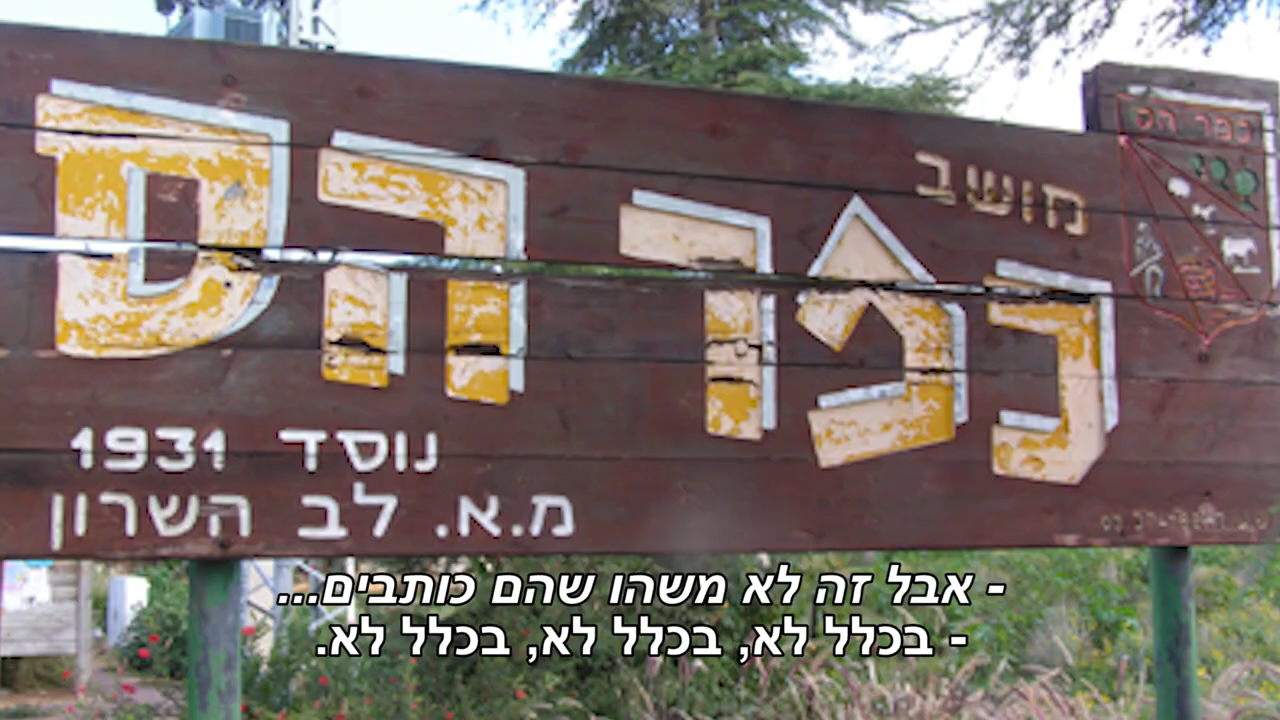 כפר הס
מושב
כפר הס
נוסד 1931
מ.א. לב השרון
- אבל זה לא משהו שהם כותבים...
- בכלל לא, בכלל לא, בכלל לא.